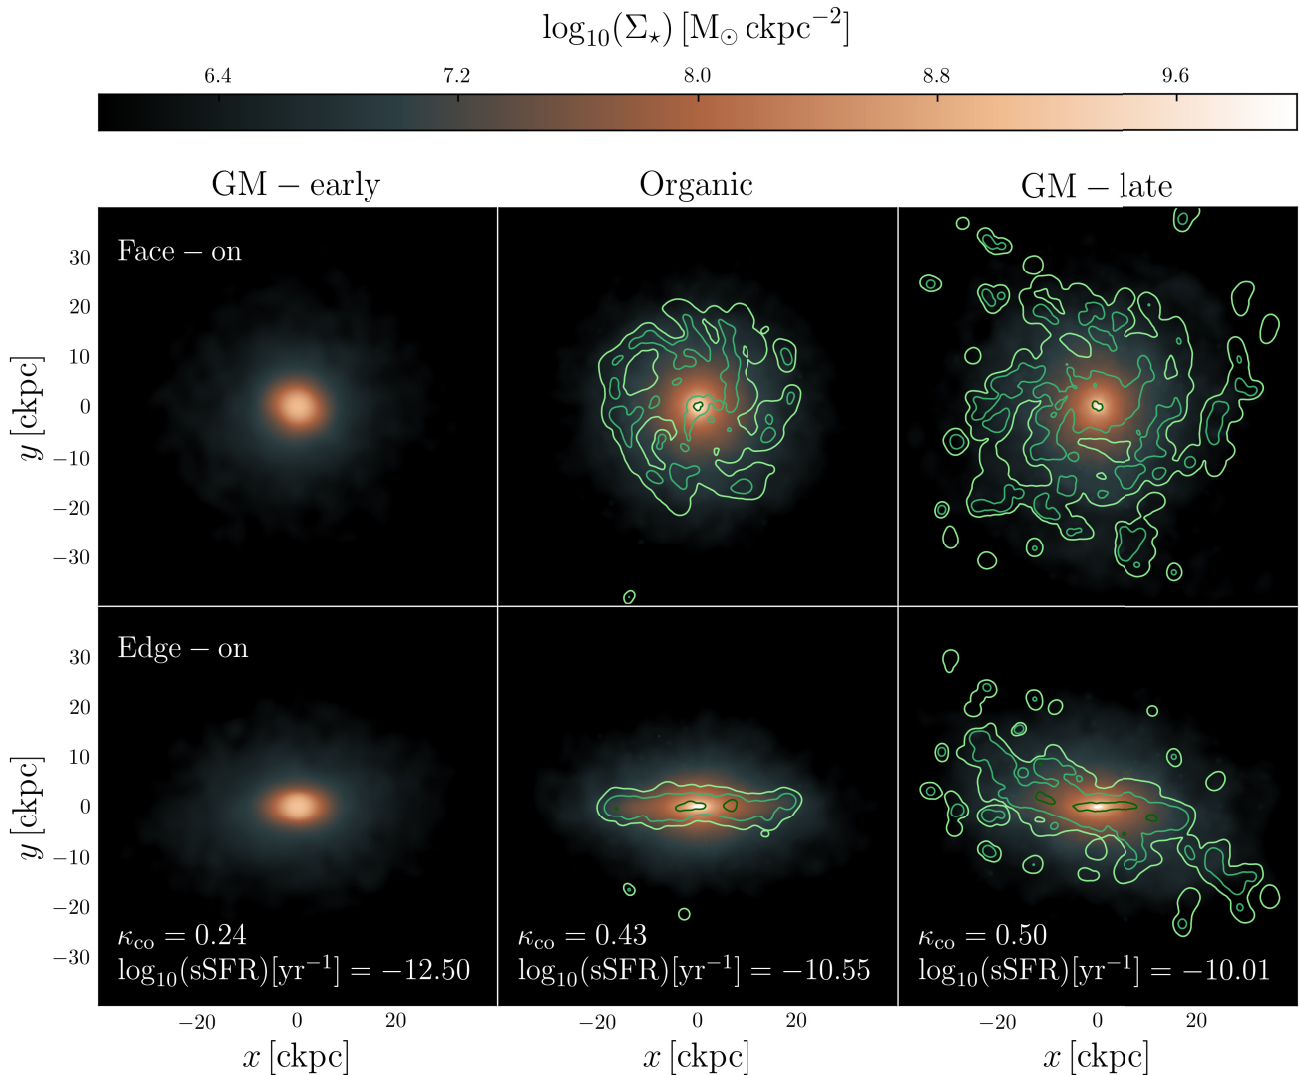 log₁₀(Σ⋆) [M⊙ ckpc⁻²]
6.4 7.2 8.0 8.8 9.6
GM – early Organic GM – late
Face – on
30
20
10
0
−10
−20
−30
y [ckpc]
Edge – on
30
20
10
0
−10
−20
−30
y [ckpc]
κco = 0.24 κco = 0.43 κco = 0.50
log₁₀(sSFR)[yr⁻¹] = −12.50 log₁₀(sSFR)[yr⁻¹] = −10.55 log₁₀(sSFR)[yr⁻¹] = −10.01
−20 0 20 −20 0 20 −20 0 20
x [ckpc] x [ckpc] x [ckpc]